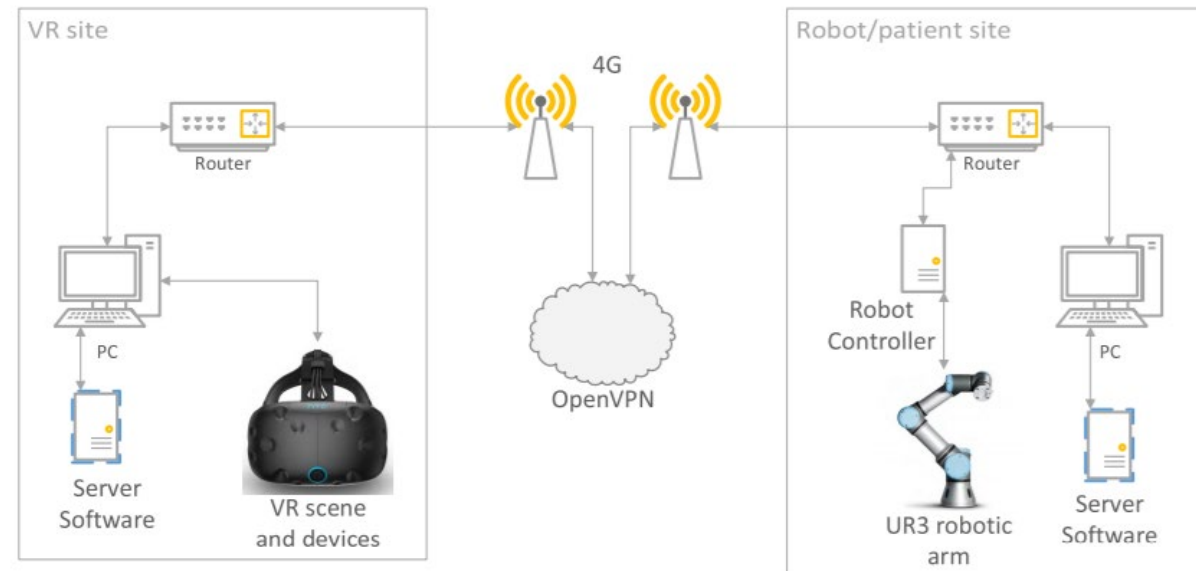 VR site
Robot/patient site
4G
Router
Router
PC
Robot
Controller
PC
OpenVPN
Server
Software
VR scene
and devices
UR3 robotic
arm
Server
Software